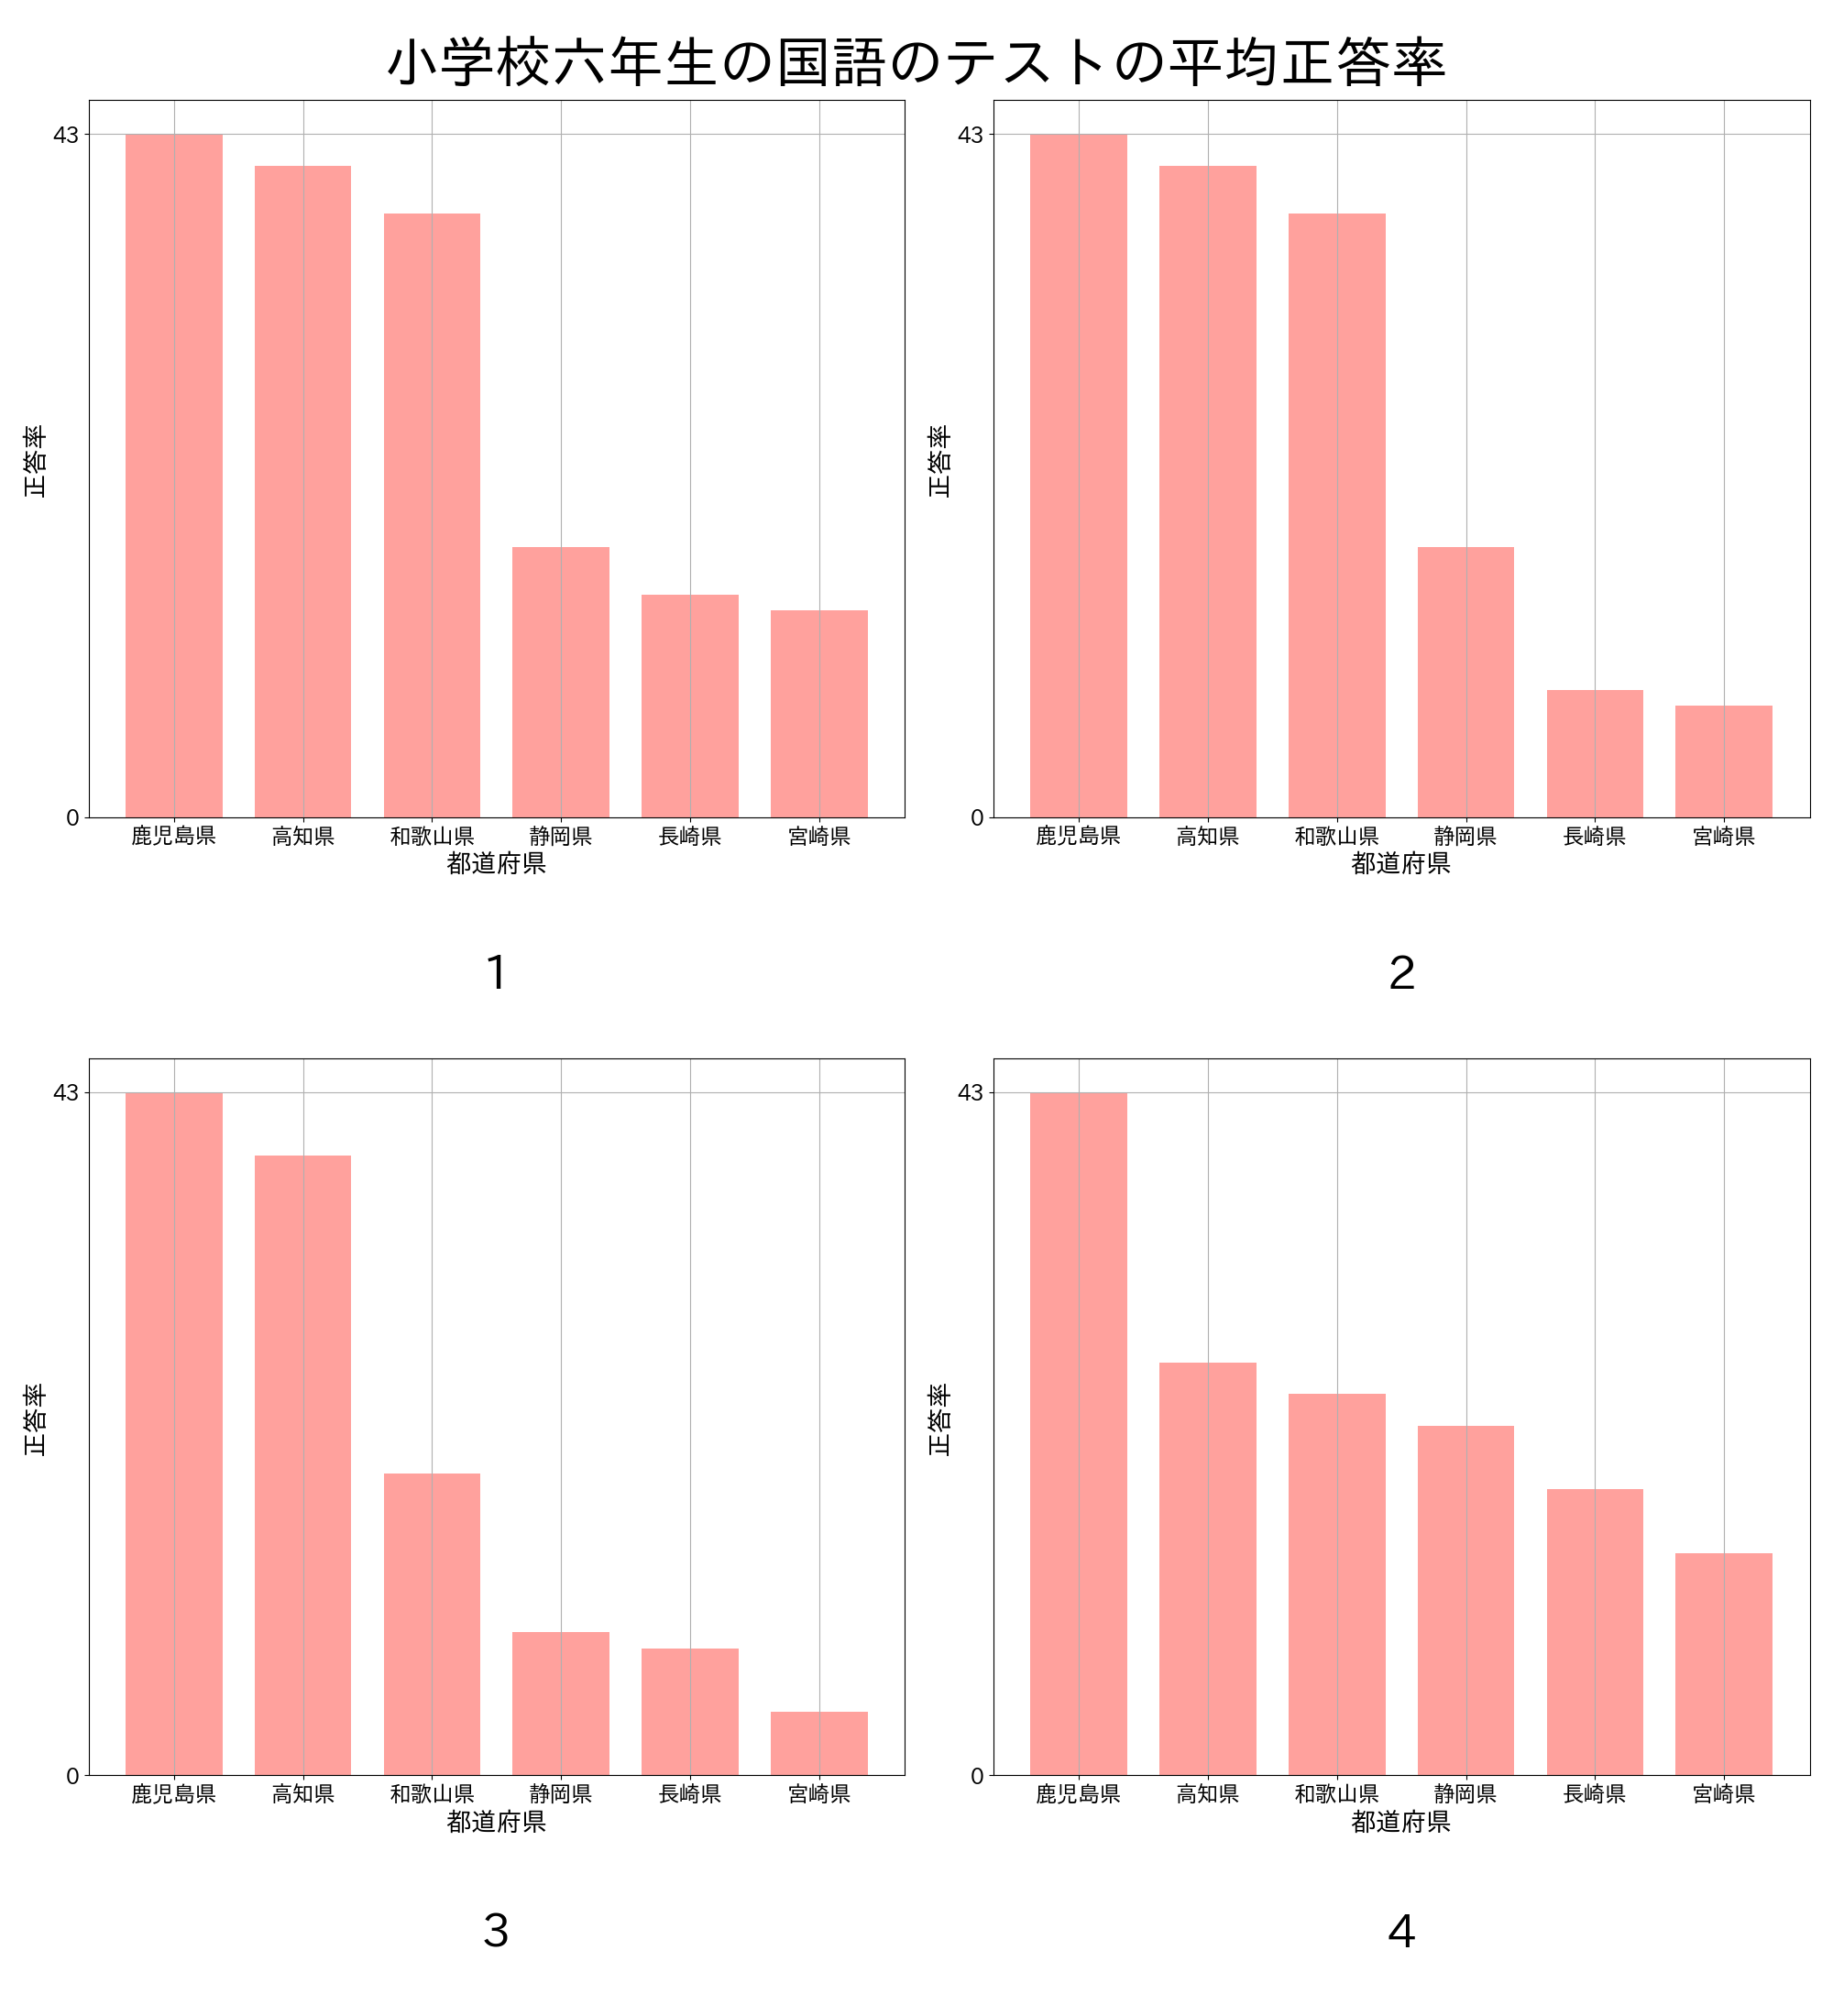 小学校六年生の国語のテストの平均正答率
43
正答率
0
鹿児島県 高知県 和歌山県 静岡県 長崎県 宮崎県
都道府県
1
43
正答率
0
鹿児島県 高知県 和歌山県 静岡県 長崎県 宮崎県
都道府県
2
43
正答率
0
鹿児島県 高知県 和歌山県 静岡県 長崎県 宮崎県
都道府県
3
43
正答率
0
鹿児島県 高知県 和歌山県 静岡県 長崎県 宮崎県
都道府県
4